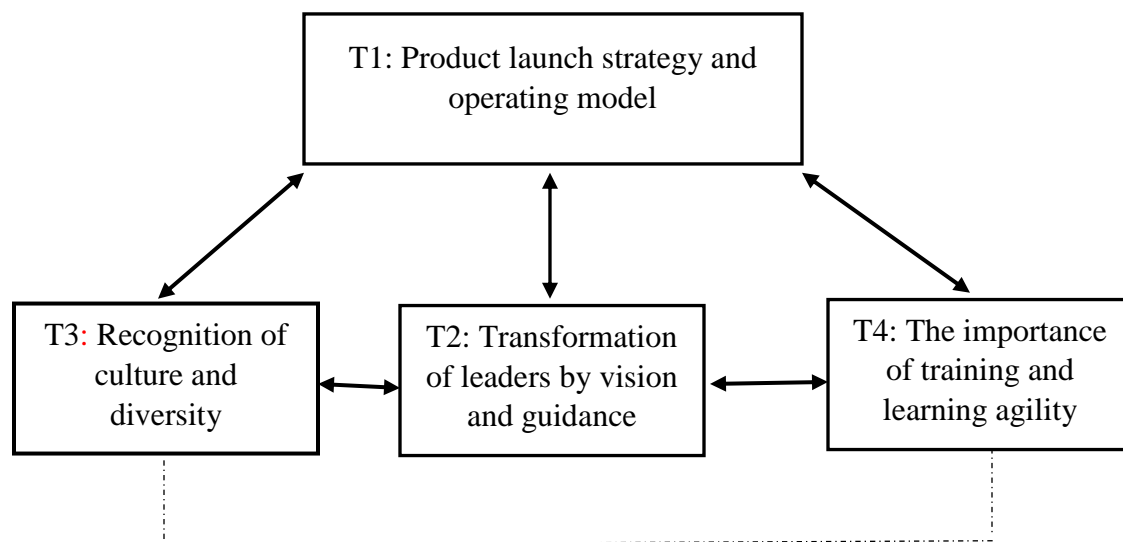 T1: Product launch strategy and
operating model
T3: Recognition of
culture and
diversity
T2: Transformation
of leaders by vision
and guidance
T4: The importance
of training and
learning agility